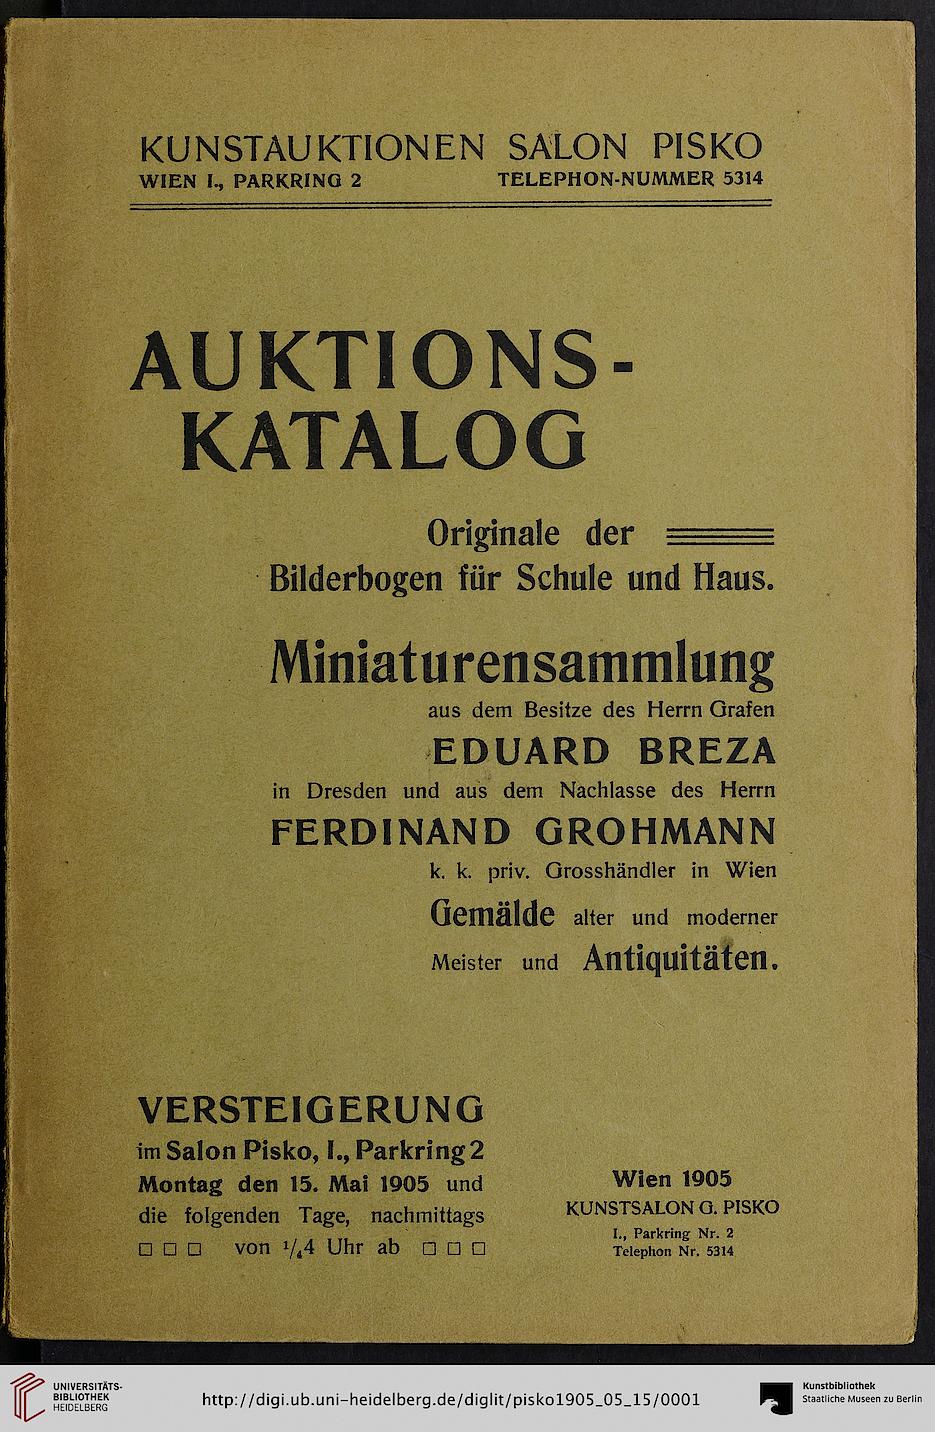 KUNSTAUKTIONEN SALON PISKO
WIEN I., PARKRING 2 TELEPHON-NUMMER 5314
AUKTIONS-
KATALOG
Originale der
Bilderbogen für Schule und Haus.
Miniaturensammlung
aus dem Besitze des Herrn Grafen
EDUARD BREZA
in Dresden und aus dem Nachlasse des Herrn
FERDINAND GROHMANN
k. k. priv. Grosshändler in Wien
Gemälde alter und moderner
Meister und Antiquitäten.
VERSTEIGERUNG
im Salon Pisko, I., Parkring 2
Montag den 15. Mai 1905 und
die folgenden Tage, nachmittags
□ □ □ von 1/44 Uhr ab □ □ □
Wien 1905
KUNSTSALON G. PISKO
I., Parkring Nr. 2
Telephon Nr. 5314
UNIVERSITÄTS-
BIBLIOTHEK
HEIDELBERG
http://digi.ub.uni-heidelberg.de/diglit/pisko1905_05_15/0001
Kunstbibliothek
Staatliche Museen zu Berlin